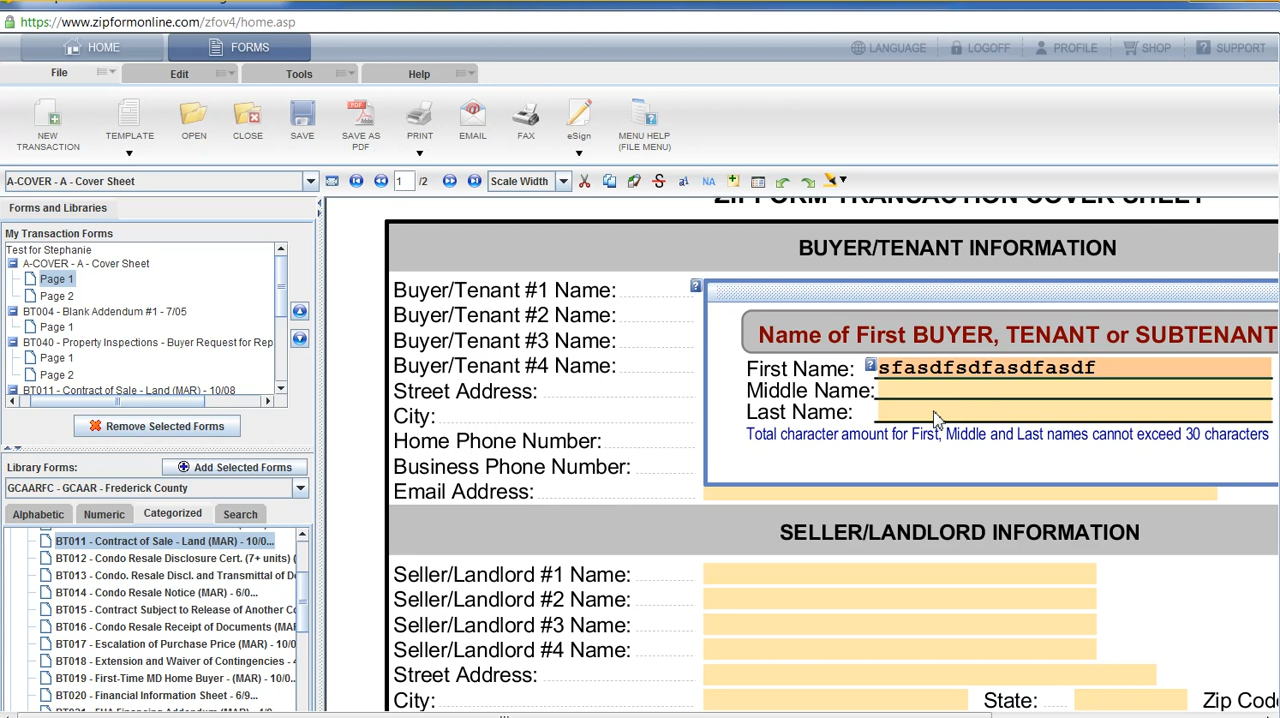 https://www.zipformonline.com/zfov4/home.asp
HOME
FORMS
LANGUAGE
LOGOFF
PROFILE
SHOP
SUPPORT
File
Edit
Tools
Help
NEW TRANSACTION
TEMPLATE
OPEN
CLOSE
SAVE
SAVE AS PDF
PRINT
EMAIL
FAX
eSign
MENU HELP (FILE MENU)
A-COVER - A - Cover Sheet
1 /2
Scale Width
NA
Forms and Libraries
My Transaction Forms
Test for Stephanie
A-COVER - A - Cover Sheet
Page 1
Page 2
BT004 - Blank Addendum #1 - 7/05
Page 1
BT040 - Property Inspections - Buyer Request for Rep
Page 1
Page 2
BT011 - Contract of Sale - Land (MAR) - 10/08
Remove Selected Forms
Library Forms:
Add Selected Forms
GCAARFC - GCAAR - Frederick County
Alphabetic
Numeric
Categorized
Search
BT011 - Contract of Sale - Land (MAR) - 10/0...
BT012 - Condo Resale Disclosure Cert. (7+ units) (
BT013 - Condo. Resale Discl. and Transmittal of D
BT014 - Condo Resale Notice (MAR) - 6/0...
BT015 - Contract Subject to Release of Another Co
BT016 - Condo Resale Receipt of Documents (MAR)
BT017 - Escalation of Purchase Price (MAR) - 10/0
BT018 - Extension and Waiver of Contingencies -
BT019 - First-Time MD Home Buyer - (MAR) - 10/0..
BT020 - Financial Information Sheet - 6/9...
ZIP FORM TRANSACTION COVER SHEET
BUYER/TENANT INFORMATION
Buyer/Tenant #1 Name:
Buyer/Tenant #2 Name:
Buyer/Tenant #3 Name:
Buyer/Tenant #4 Name:
Street Address:
City:
Home Phone Number:
Business Phone Number:
Email Address:
Name of First BUYER, TENANT or SUBTENANT
First Name: sfasdfsdfasdfasdf
Middle Name:
Last Name:
Total character amount for First, Middle and Last names cannot exceed 30 characters
SELLER/LANDLORD INFORMATION
Seller/Landlord #1 Name:
Seller/Landlord #2 Name:
Seller/Landlord #3 Name:
Seller/Landlord #4 Name:
Street Address:
City: State: Zip Cod